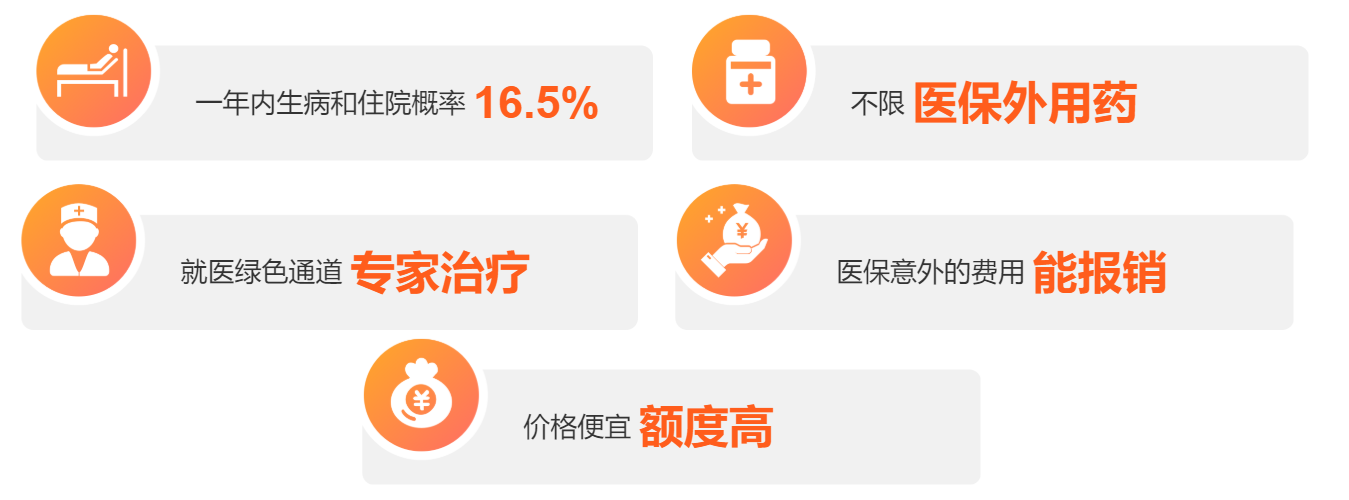 一年内生病和住院概率 16.5%
不限 医保外用药
就医绿色通道 专家治疗
医保意外的费用 能报销
价格便宜 额度高